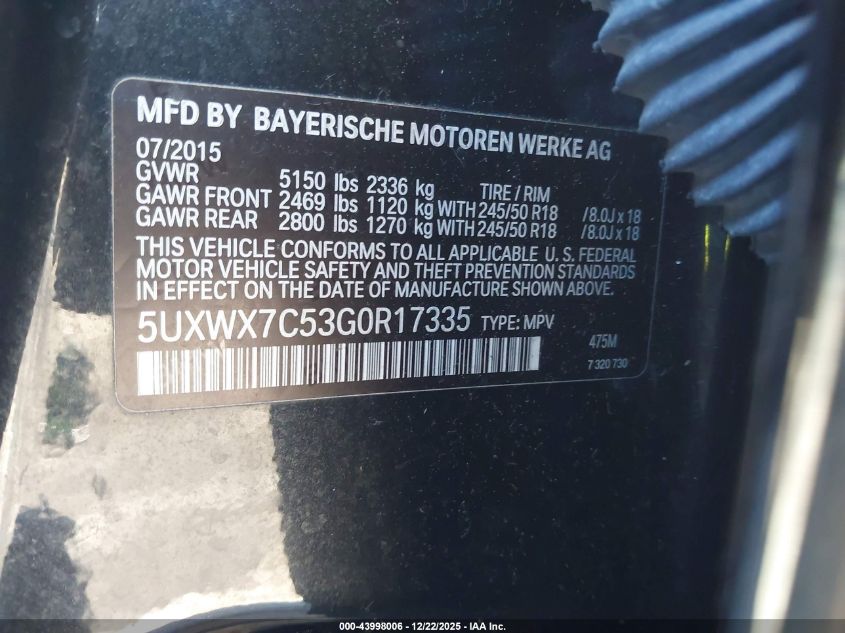 MFD BY BAYERISCHE MOTOREN WERKE AG
07/2015
GVWR 5150 lbs 2336 kg TIRE / RIM
GAWR FRONT 2469 lbs 1120 kg WITH 245/50 R18 /8.0J x 18
GAWR REAR 2800 lbs 1270 kg WITH 245/50 R18 /8.0J x 18
THIS VEHICLE CONFORMS TO ALL APPLICABLE U.S. FEDERAL
MOTOR VEHICLE SAFETY AND THEFT PREVENTION STANDARDS
IN EFFECT ON THE DATE OF MANUFACTURE SHOWN ABOVE.
5UXWX7C53G0R17335 TYPE: MPV 475M
7 320 730
000-43998006 - 12/22/2025 - IAA Inc.